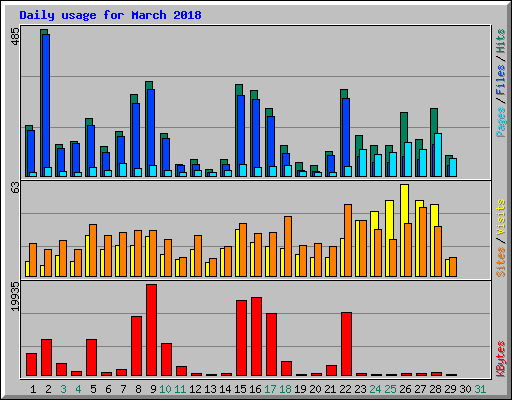 Daily usage for March 2018
485
Pages / Files / Hits
63
Sites / Visits
19935
KBytes
1 2 3 4 5 6 7 8 9 10 11 12 13 14 15 16 17 18 19 20 21 22 23 24 25 26 27 28 29 30 31